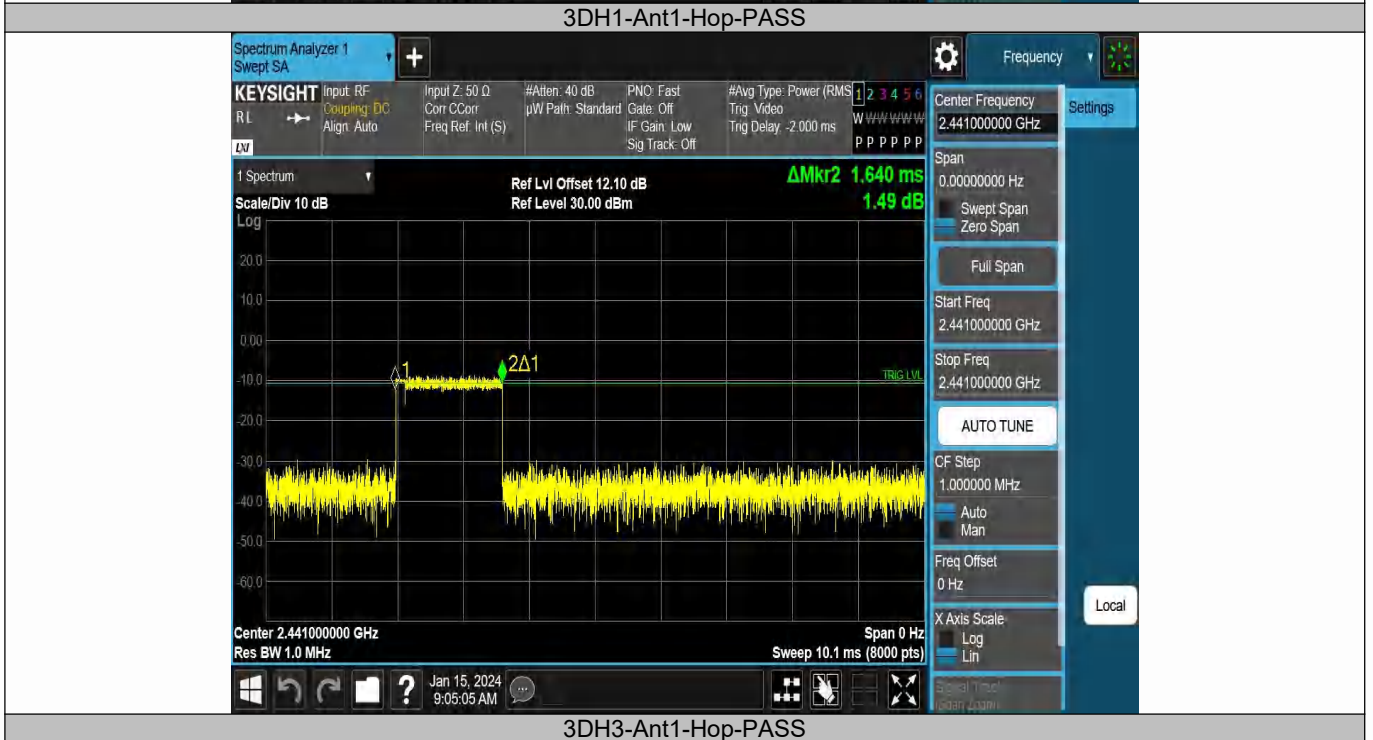 3DH1-Ant1-Hop-PASS
Spectrum Analyzer 1
Swept SA
Frequency
KEYSIGHT
R L
LXI
Input: RF
Coupling: DC
Align: Auto
Input Z: 50 Ω
Corr CCorr
Freq Ref: Int (S)
#Atten: 40 dB
µW Path: Standard
PNO: Fast
Gate: Off
IF Gain: Low
Sig Track: Off
#Avg Type: Power (RMS
Trig: Video
Trig Delay: -2.000 ms
1 2 3 4 5 6
W W W W W W
P P P P P P
1 Spectrum
Scale/Div 10 dB
Ref Lvl Offset 12.10 dB
Ref Level 30.00 dBm
ΔMkr2 1.640 ms
1.49 dB
Log
20.0
10.0
0.00
-10.0
-20.0
-30.0
-40.0
-50.0
-60.0
1
2Δ1
TRIG LVL
Center 2.441000000 GHz
Res BW 1.0 MHz
Span 0 Hz
Sweep 10.1 ms (8000 pts)
Center Frequency
2.441000000 GHz
Settings
Span
0.00000000 Hz
Swept Span
Zero Span
Full Span
Start Freq
2.441000000 GHz
Stop Freq
2.441000000 GHz
AUTO TUNE
CF Step
1.000000 MHz
Auto
Man
Freq Offset
0 Hz
X Axis Scale
Log
Lin
Local
Jan 15, 2024
9:05:05 AM
3DH3-Ant1-Hop-PASS